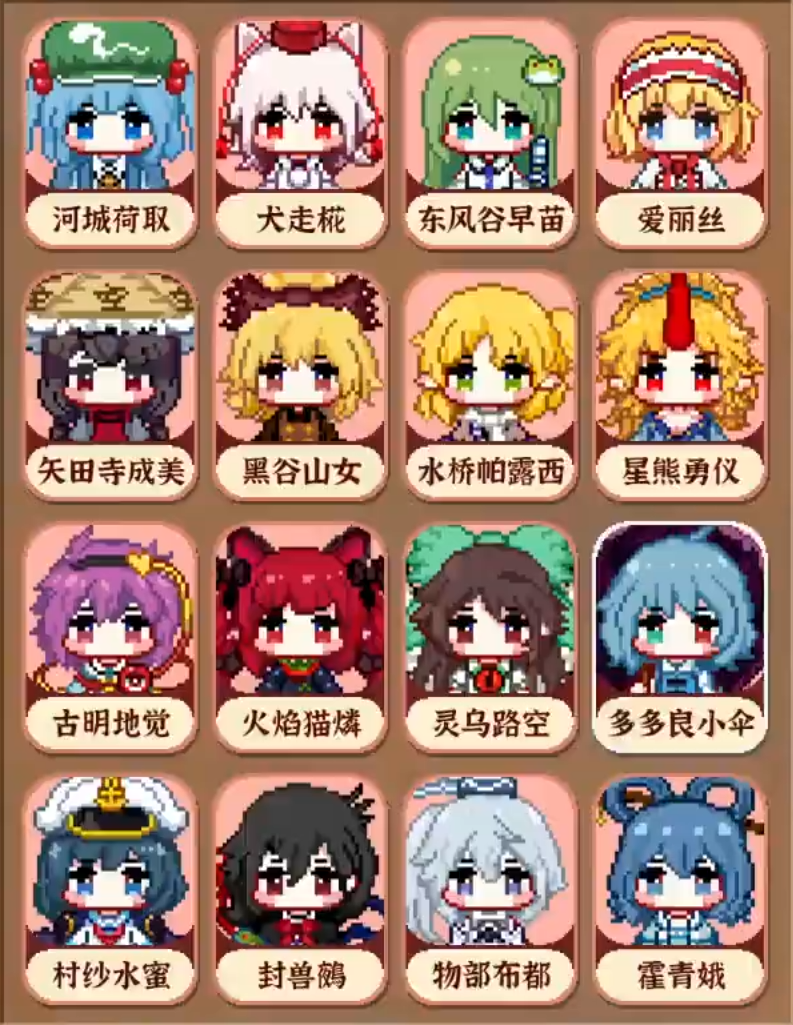 河城荷取
犬走椛
东风谷早苗
爱丽丝
矢田寺成美
黑谷山女
水桥帕露西
星熊勇仪
古明地觉
火焰猫燐
灵乌路空
多多良小伞
村纱水蜜
封兽鵺
物部布都
霍青娥